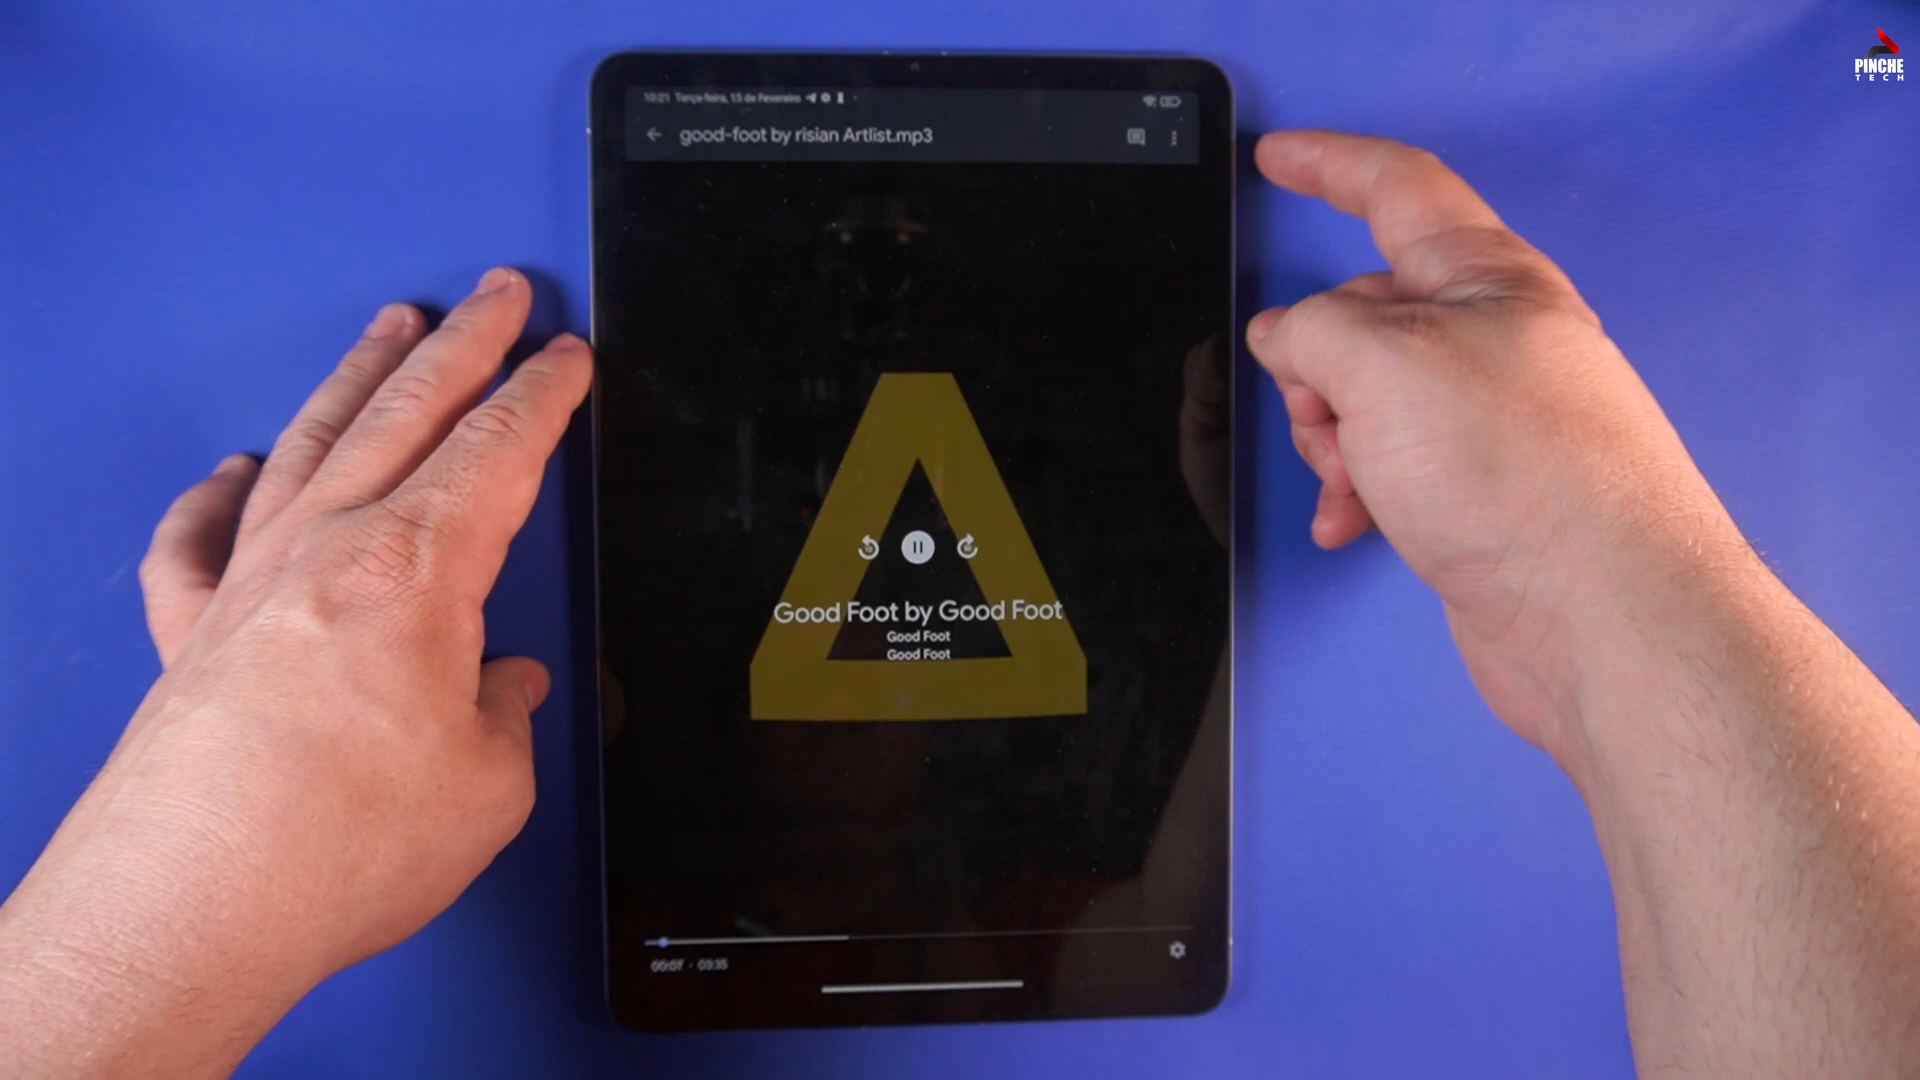 PINCHE
TECH
10:21 Terça-feira, 15 de Fevereiro
good-foot by risian Artlist.mp3
Good Foot by Good Foot
Good Foot
Good Foot
00:07 · 03:35